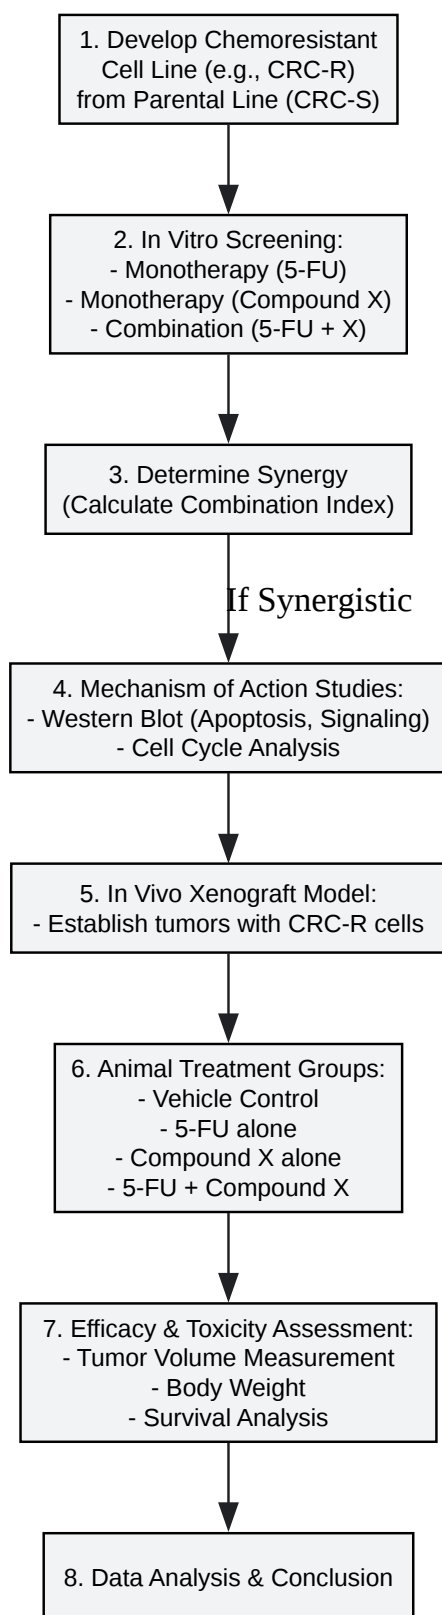 1. Develop Chemoresistant
Cell Line (e.g., CRC-R)
from Parental Line (CRC-S)
2. In Vitro Screening:
- Monotherapy (5-FU)
- Monotherapy (Compound X)
- Combination (5-FU + X)
3. Determine Synergy
(Calculate Combination Index)
If Synergistic
4. Mechanism of Action Studies:
- Western Blot (Apoptosis, Signaling)
- Cell Cycle Analysis
5. In Vivo Xenograft Model:
- Establish tumors with CRC-R cells
6. Animal Treatment Groups:
- Vehicle Control
- 5-FU alone
- Compound X alone
- 5-FU + Compound X
7. Efficacy & Toxicity Assessment:
- Tumor Volume Measurement
- Body Weight
- Survival Analysis
8. Data Analysis & Conclusion